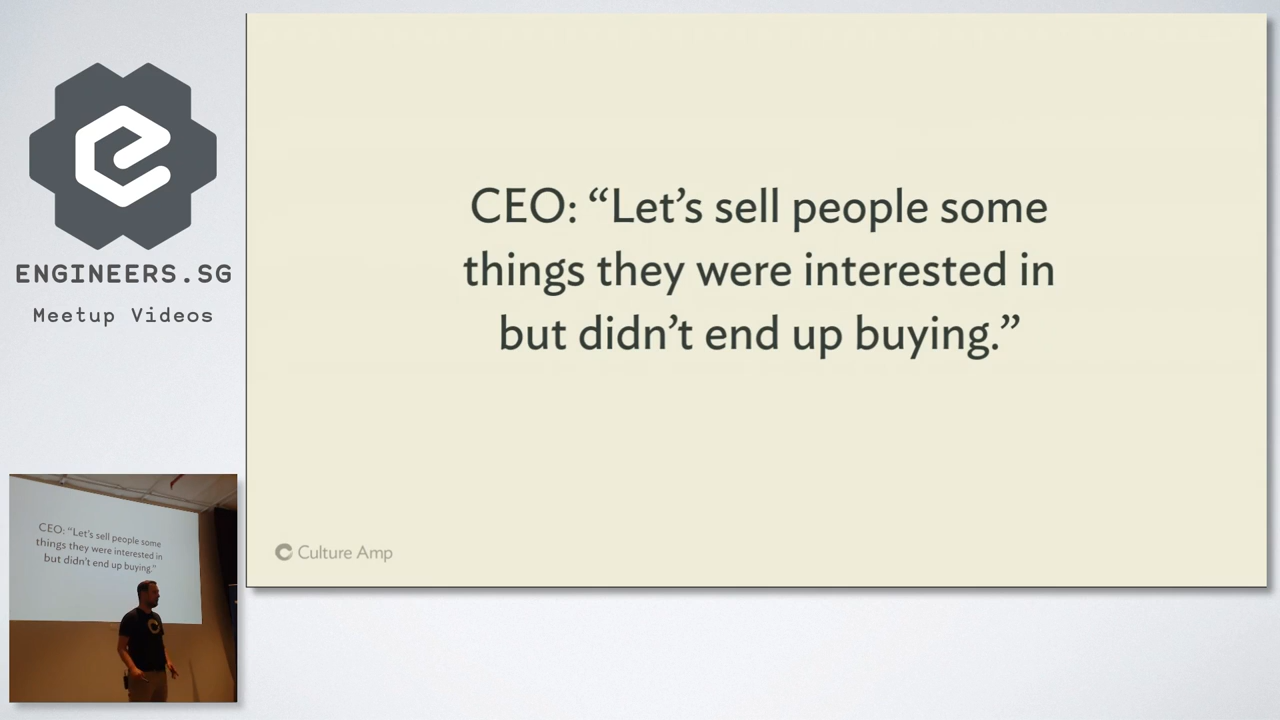 ENGINEERS.SG
Meetup Videos
CEO: “Let’s sell people some
things they were interested in
but didn’t end up buying.”
Culture Amp
CEO: “Let’s sell people some
things they were interested in
but didn’t end up buying.”